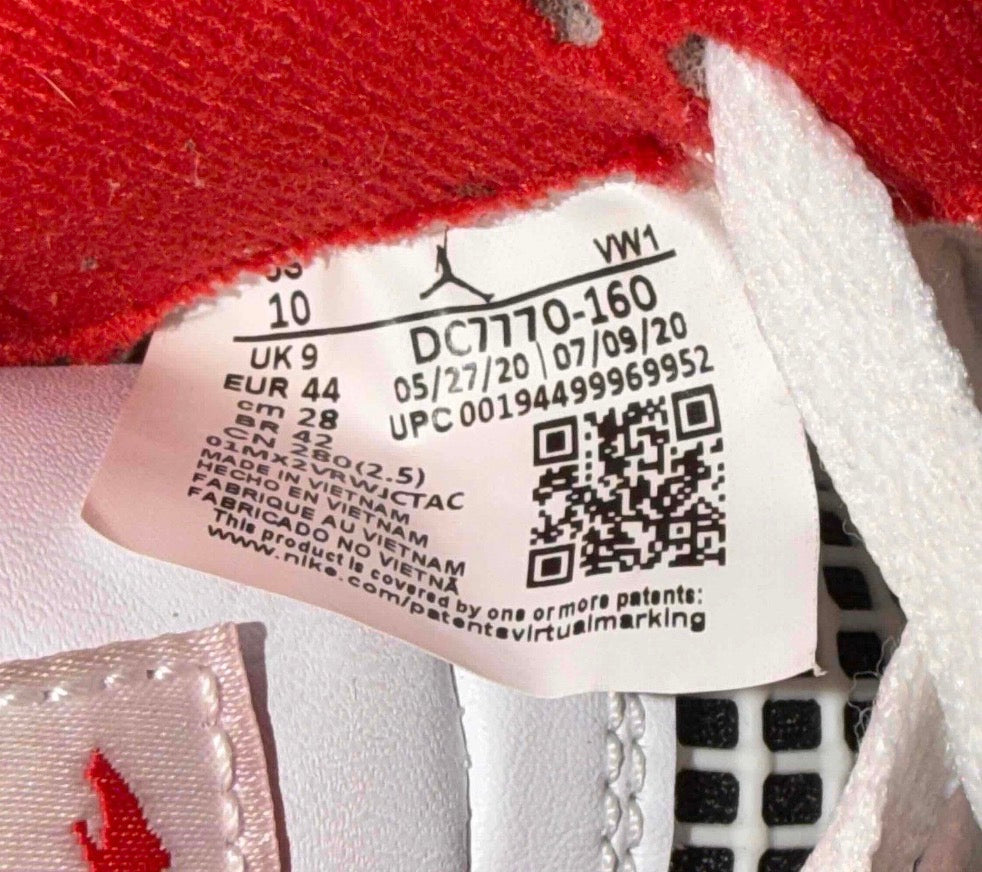 US
10
VW1
UK 9
EUR 44
cm 28
BR 42
CN 280(2.5)
01MX2VRWJCTAC
DC7770-160
05/27/20 | 07/09/20
UPC 00194499969952
MADE IN VIETNAM
HECHO EN VIETNAM
FABRIQUE AU VIETNAM
FABRICADO NO VIETNÃ
This product is covered by one or more patents:
www.nike.com/patentsvirtualmarking